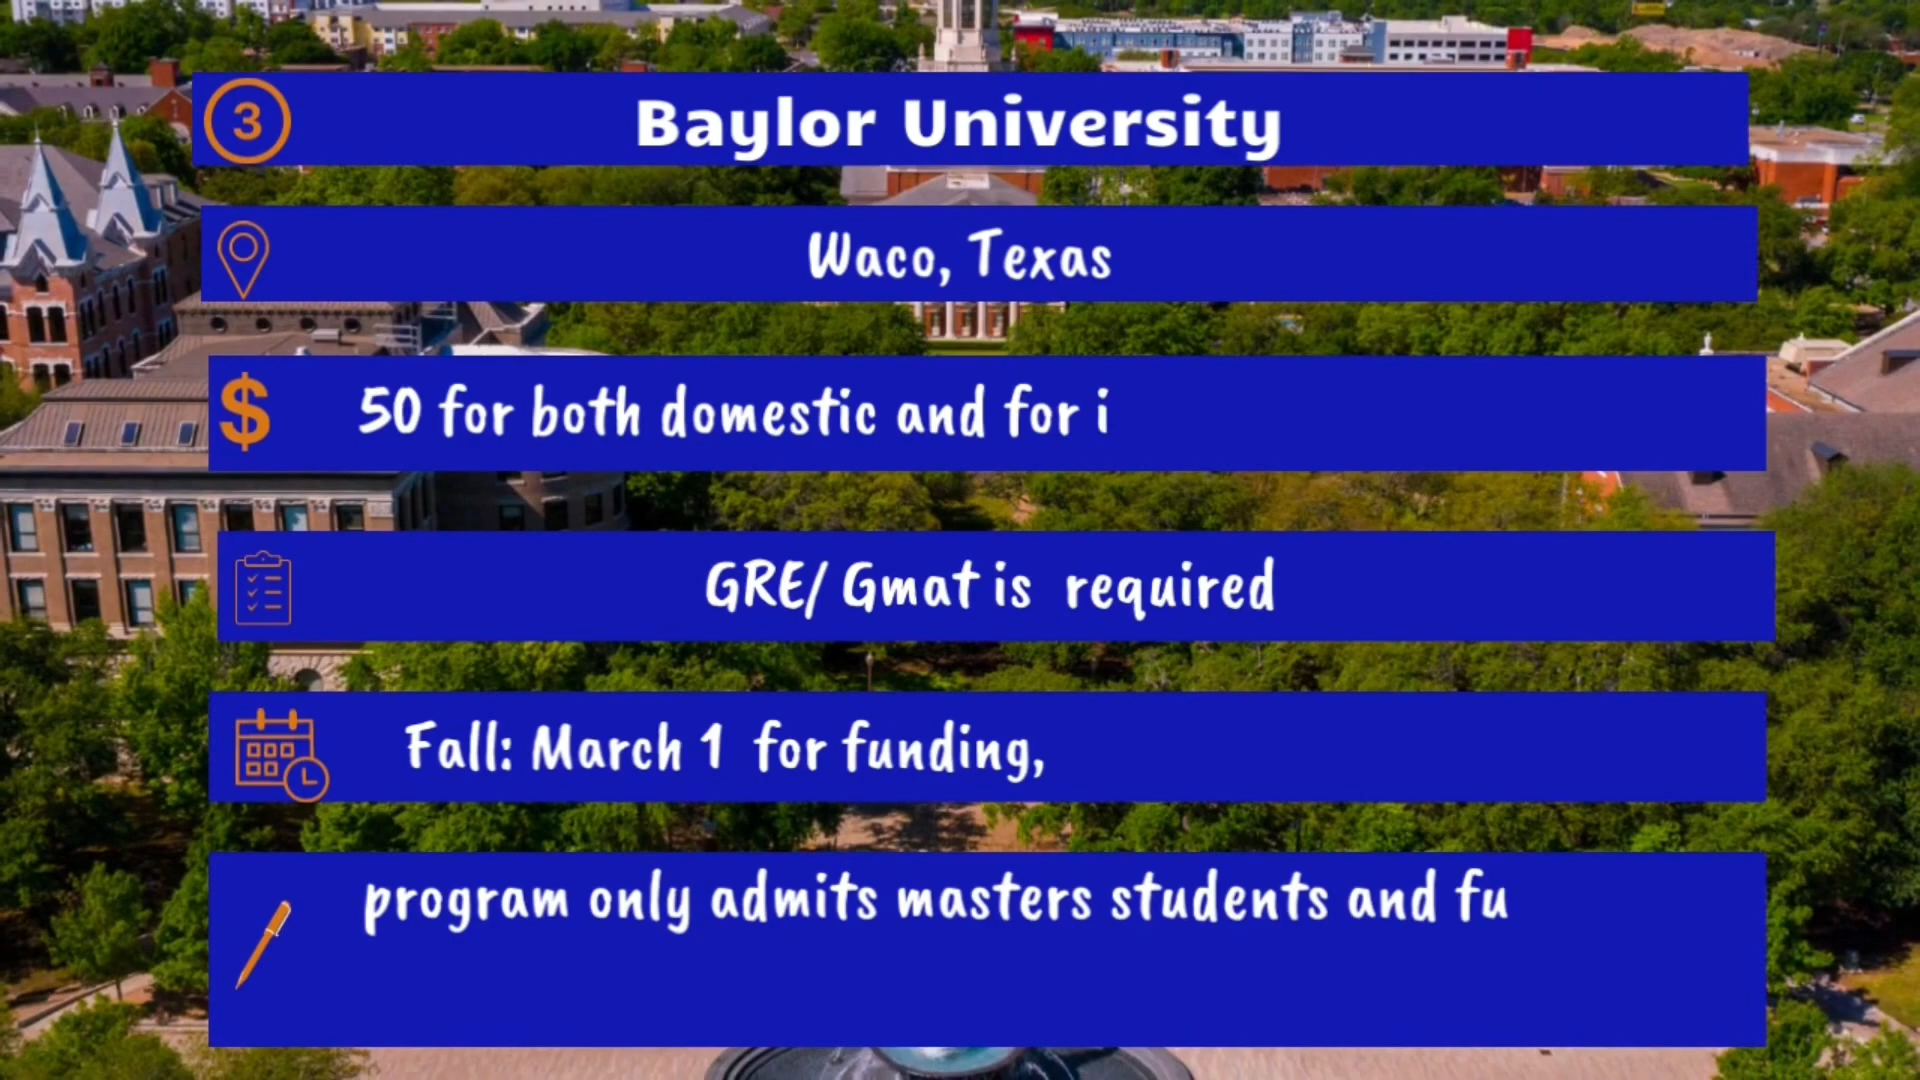 3
Baylor University
Waco, Texas
$ 50 for both domestic and for i
GRE/ Gmat is required
Fall: March 1 for funding,
program only admits masters students and fu